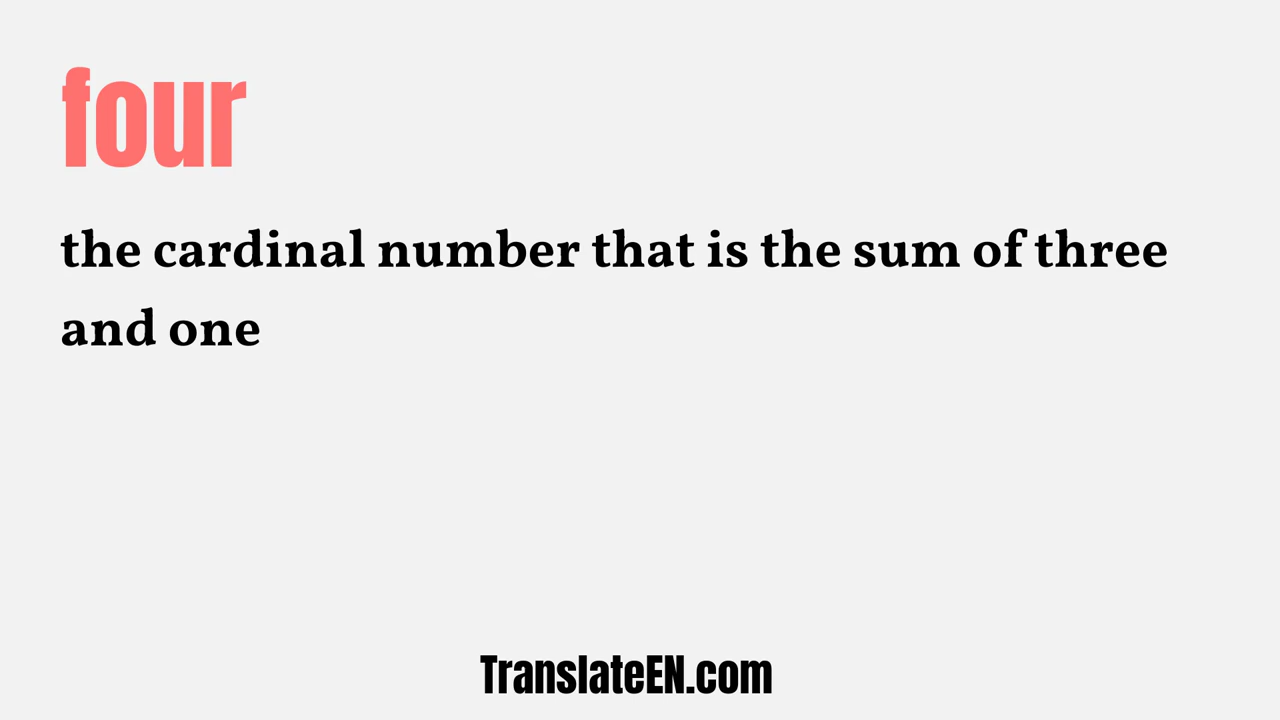 four
the cardinal number that is the sum of three
and one
TranslateEN.com